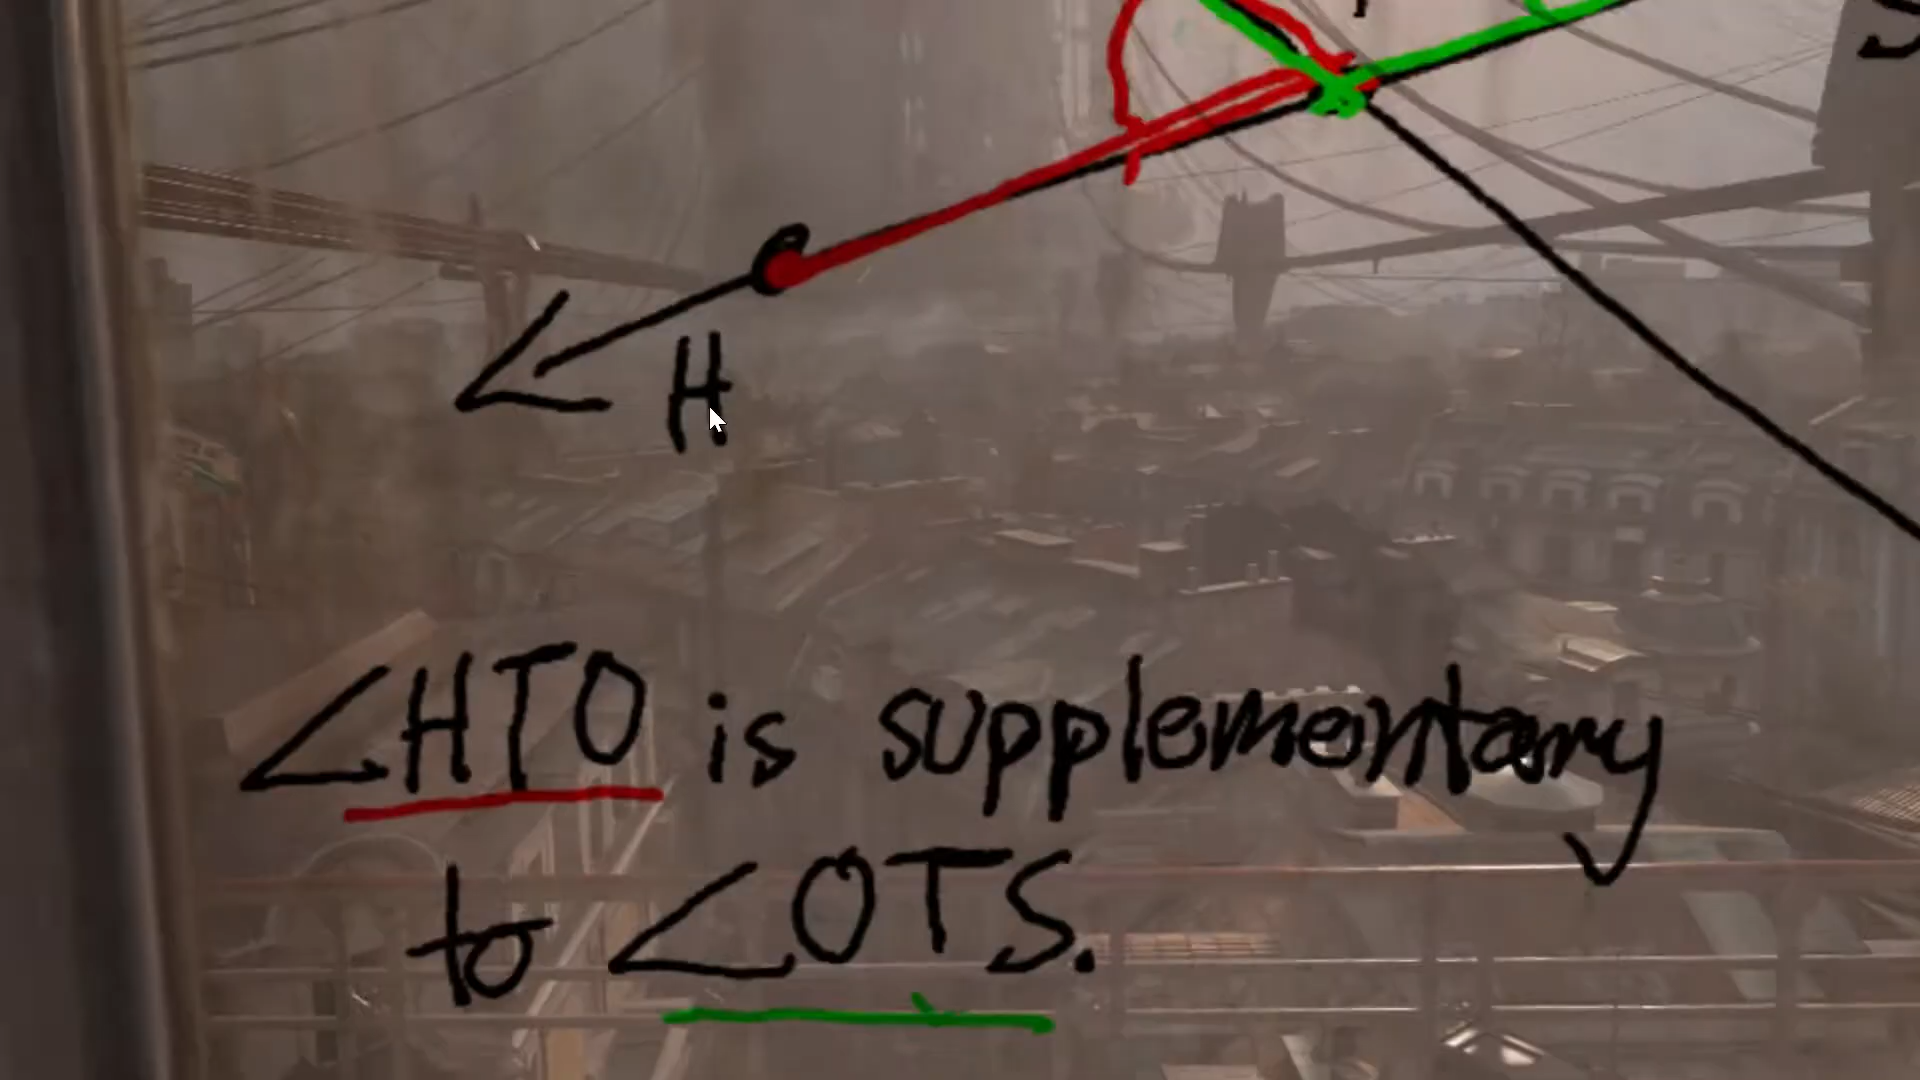 H
∠HTO is supplementary
to ∠OTS.